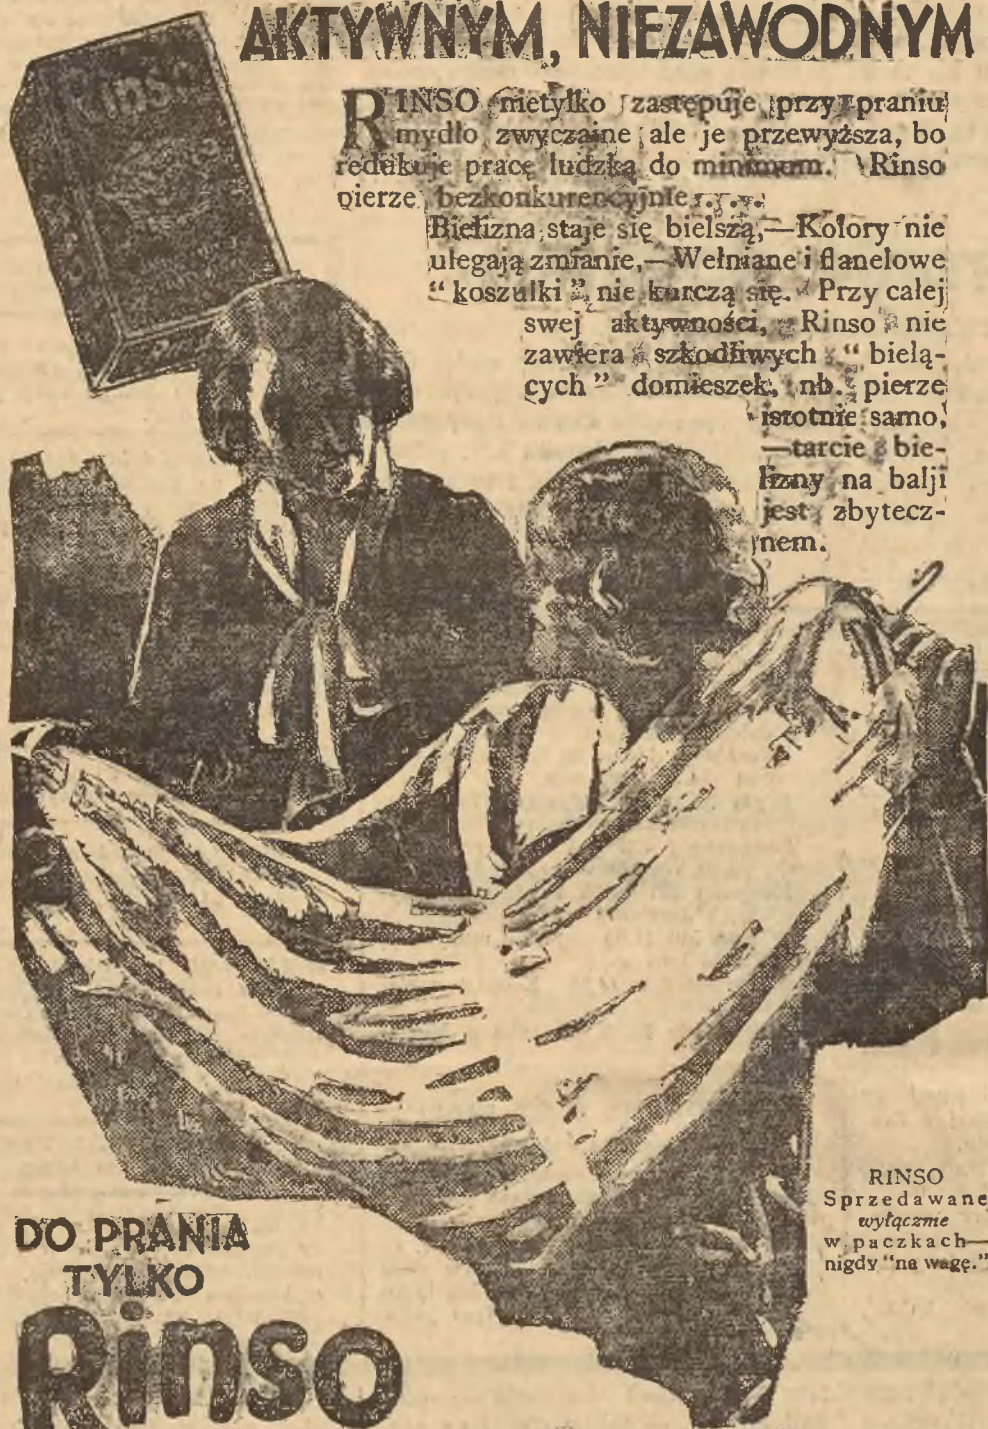 AKTYWNYM, NIEZAWODNYM
Rinso
RINSO nietylko zastępuje przy praniu
mydło zwyczajne ale je przewyższa, bo
redukuje pracę ludzką do minimum. Rinso
pierze bezkonkurencyjnie....
Bielizna staje się bielszą,—Kolory nie
ulegają zmianie,—Wełniane i flanelowe
“koszulki” nie kurczą się. Przy całej
swej aktywności, Rinso nie
zawiera szkodliwych “bielą-
cych” domieszek, nb. pierze
istotnie samo,
—tarcie bie-
lizny na balji
jest zbytecz-
nem.
RINSO
Sprzedawane
wyłącznie
w paczkach—
nigdy “na wagę.”
DO PRANIA
TYLKO
Rinso